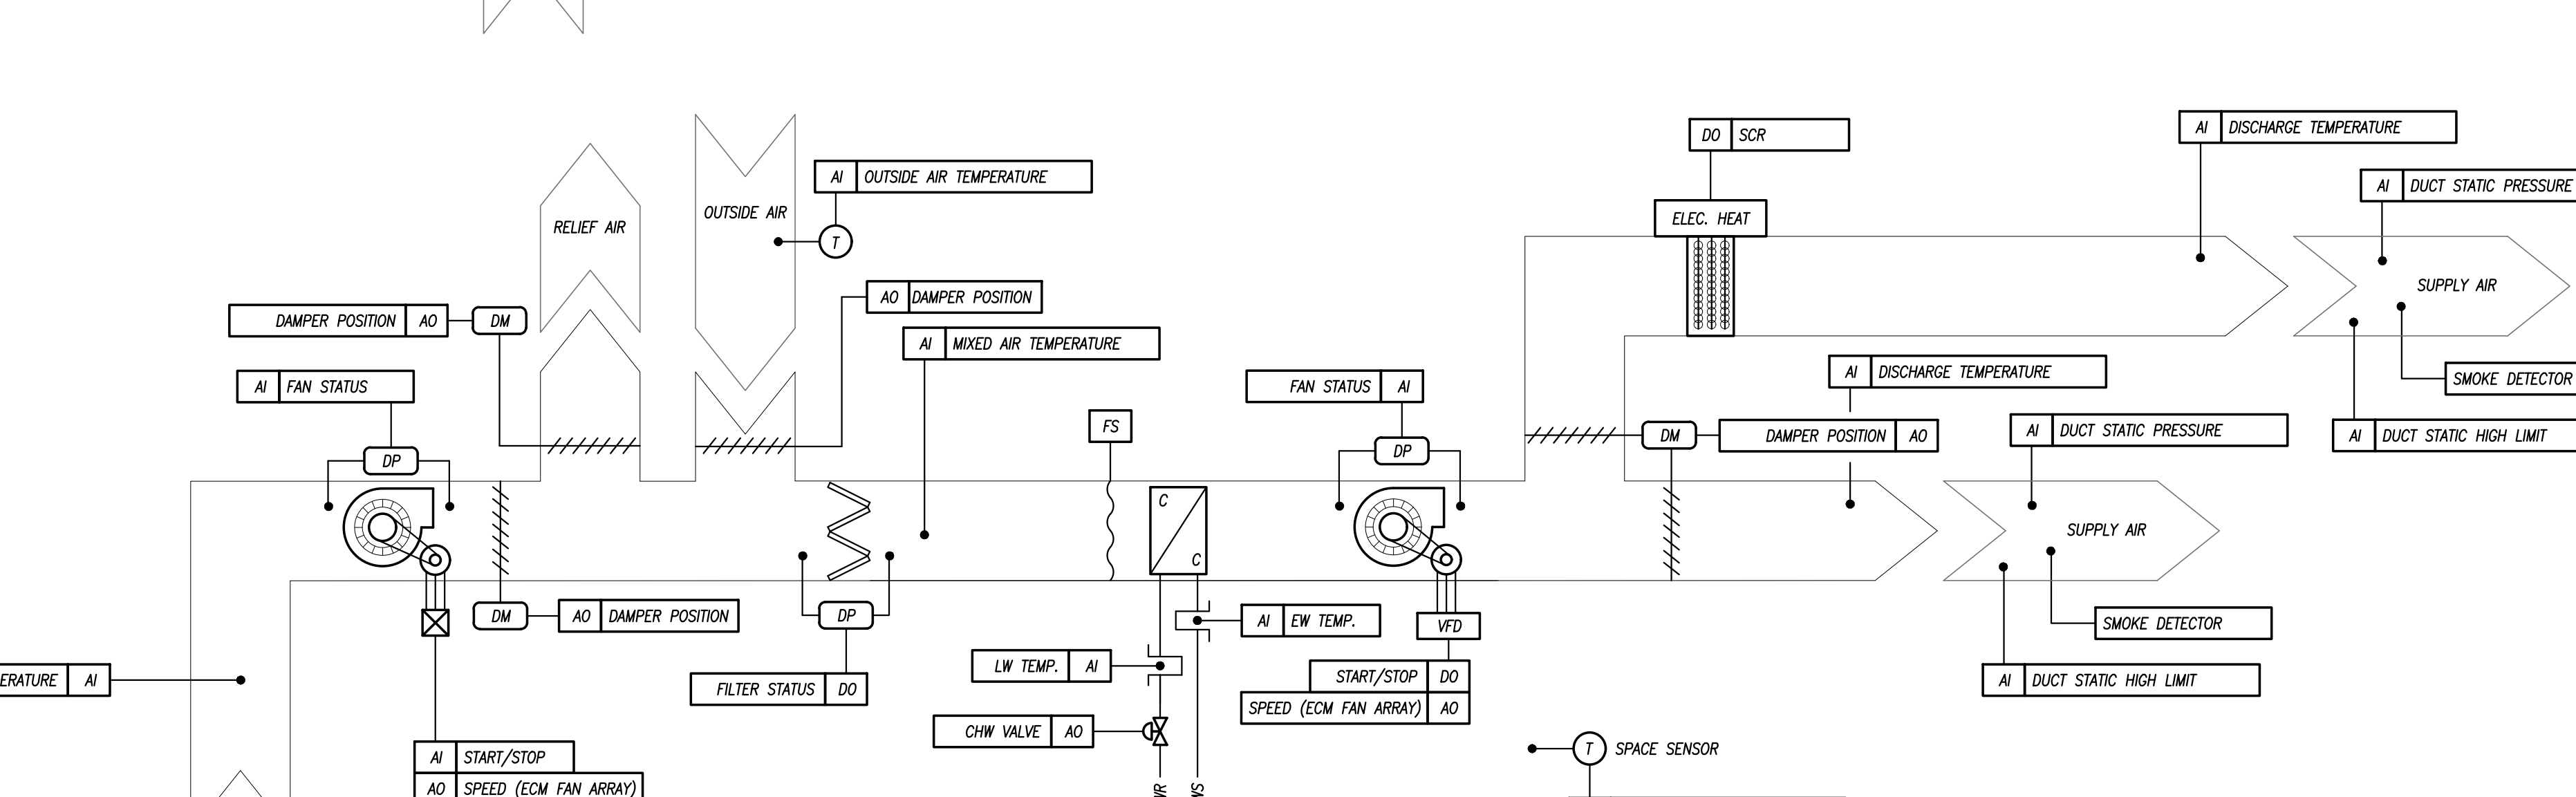 DO SCR
AI DISCHARGE TEMPERATURE
AI OUTSIDE AIR TEMPERATURE
AI DUCT STATIC PRESSURE
OUTSIDE AIR
ELEC. HEAT
RELIEF AIR
T
SUPPLY AIR
AO DAMPER POSITION
DAMPER POSITION AO
DM
AI MIXED AIR TEMPERATURE
AI DISCHARGE TEMPERATURE
SMOKE DETECTOR
AI FAN STATUS
FAN STATUS AI
FS
AI DUCT STATIC PRESSURE
DM
DAMPER POSITION AO
AI DUCT STATIC HIGH LIMIT
DP
DP
C
C
SUPPLY AIR
DM
AO DAMPER POSITION
DP
AI EW TEMP.
VFD
SMOKE DETECTOR
LW TEMP. AI
START/STOP DO
ERATURE AI
AI DUCT STATIC HIGH LIMIT
FILTER STATUS DO
SPEED (ECM FAN ARRAY) AO
CHW VALVE AO
T SPACE SENSOR
AI START/STOP
AO SPEED (ECM FAN ARRAY)
WR
WS